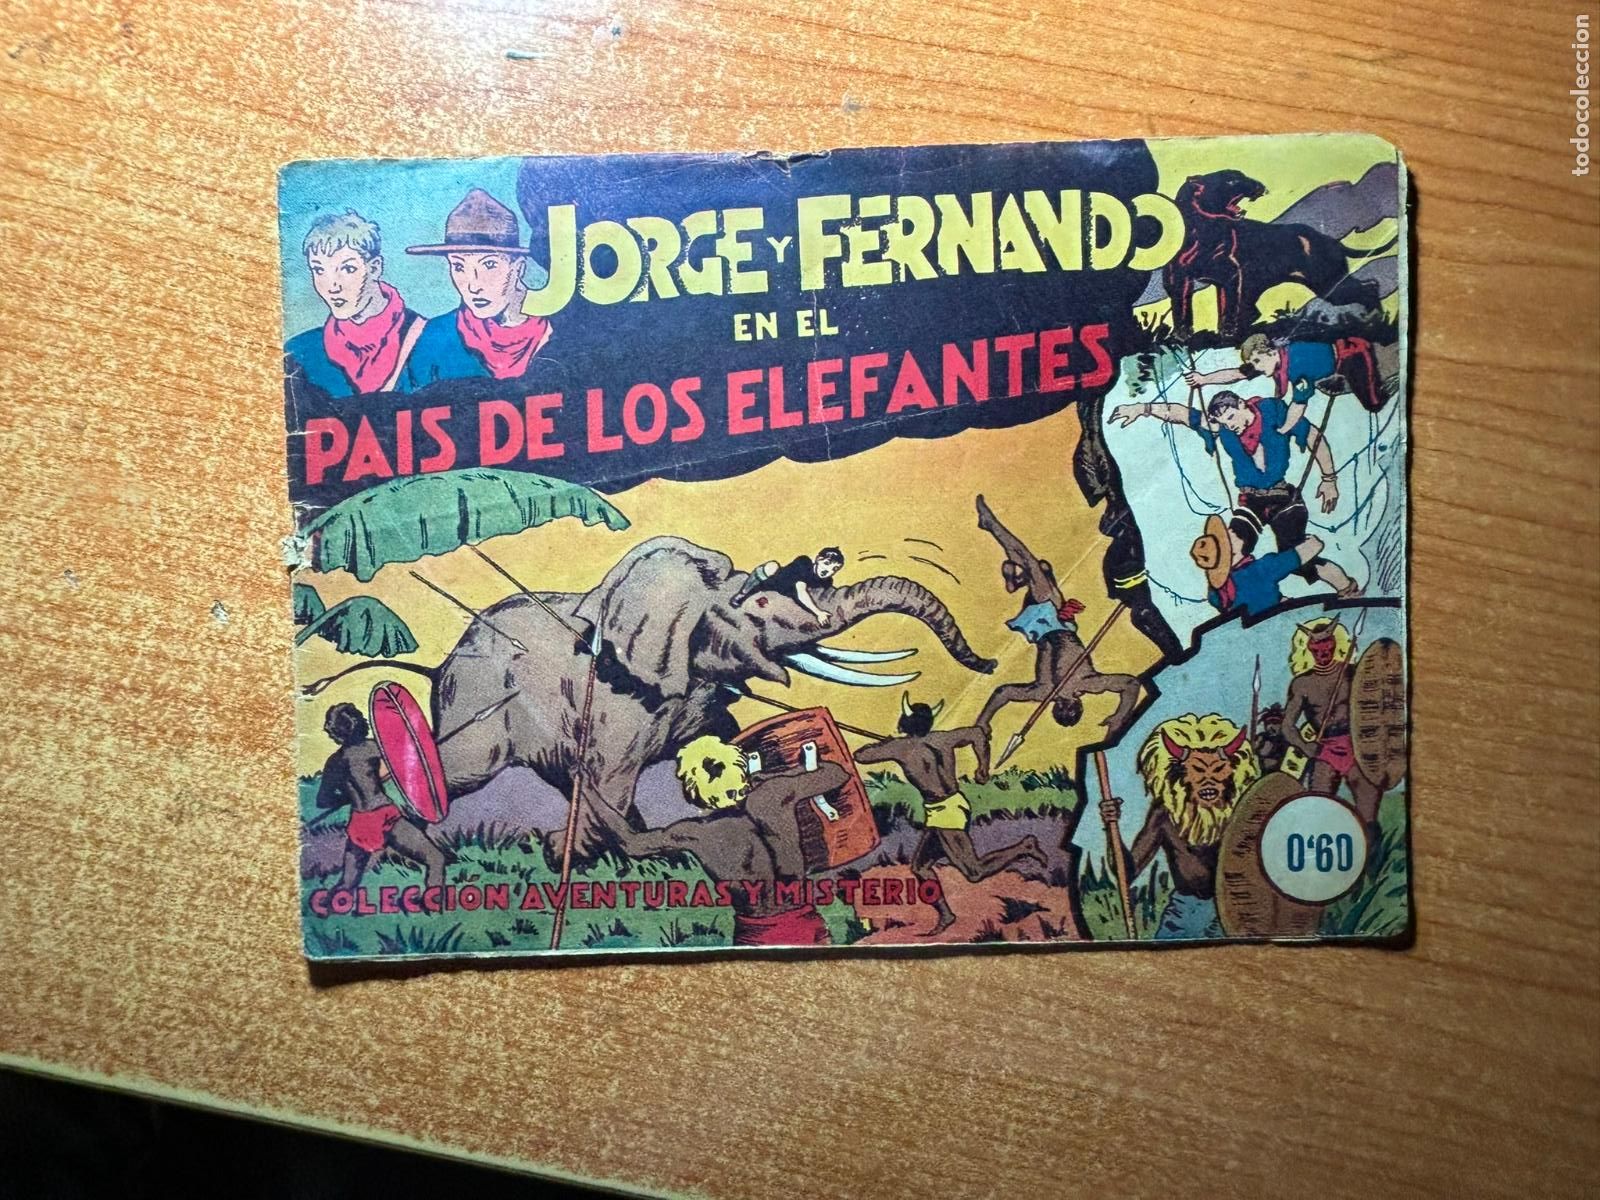 JORGE Y FERNANDO
EN EL
PAIS DE LOS ELEFANTES
COLECCION AVENTURAS Y MISTERIO
0'60
todocoleccion